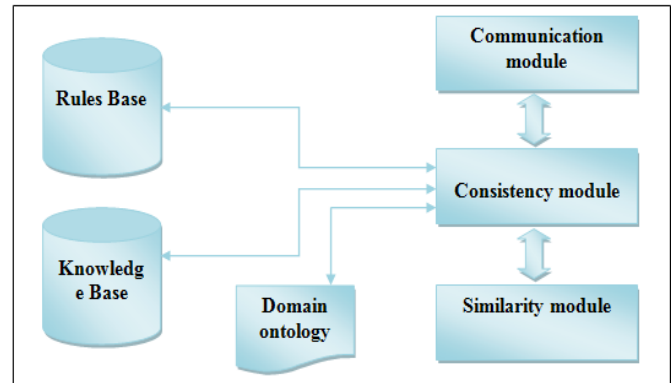 Communication
module
Rules Base
Consistency module
Knowledg
e Base
Domain
ontology
Similarity module